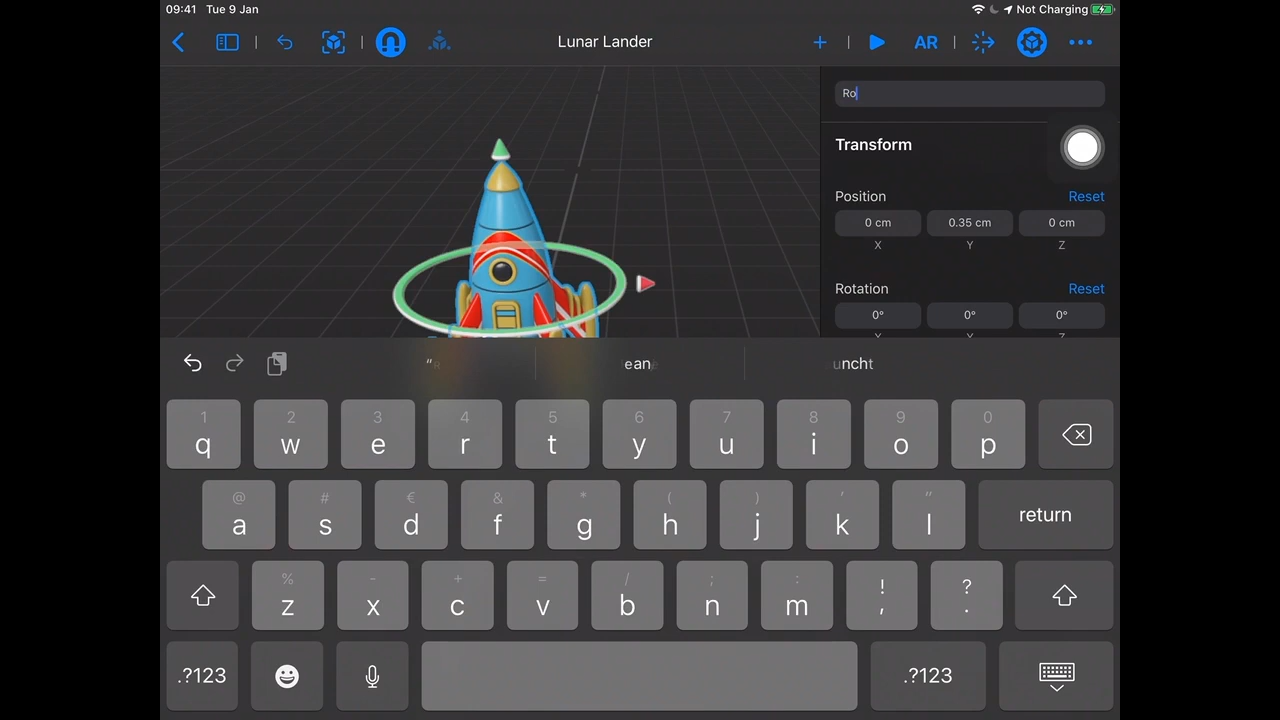 09:41 Tue 9 Jan
Not Charging
Lunar Lander
AR
Ro
Transform
Position
Reset
0 cm
0.35 cm
0 cm
X
Y
Z
Rotation
Reset
0°
0°
0°
1 2 3 4 5 6 7 8 9 0
q w e r t y u i o p
@ # € & * ( ) ' "
a s d f g h j k l
return
% - + = / ; : ! ?
z x c v b n m , .
.?123
.?123